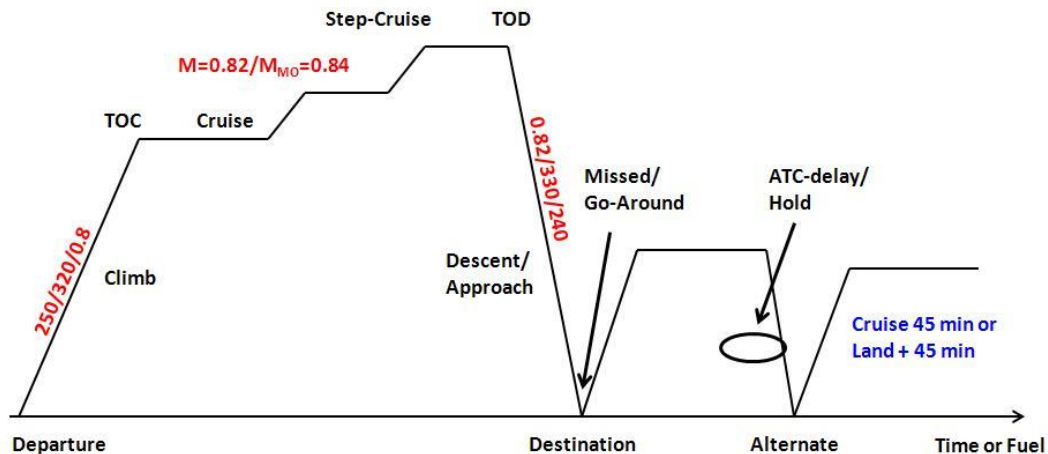 Step-Cruise
TOD
M=0.82/MMO=0.84
TOC
Cruise
250/320/0.8
Climb
0.82/330/240
Descent/
Approach
Missed/
Go-Around
ATC-delay/
Hold
Cruise 45 min or
Land + 45 min
Departure
Destination
Alternate
Time or Fuel